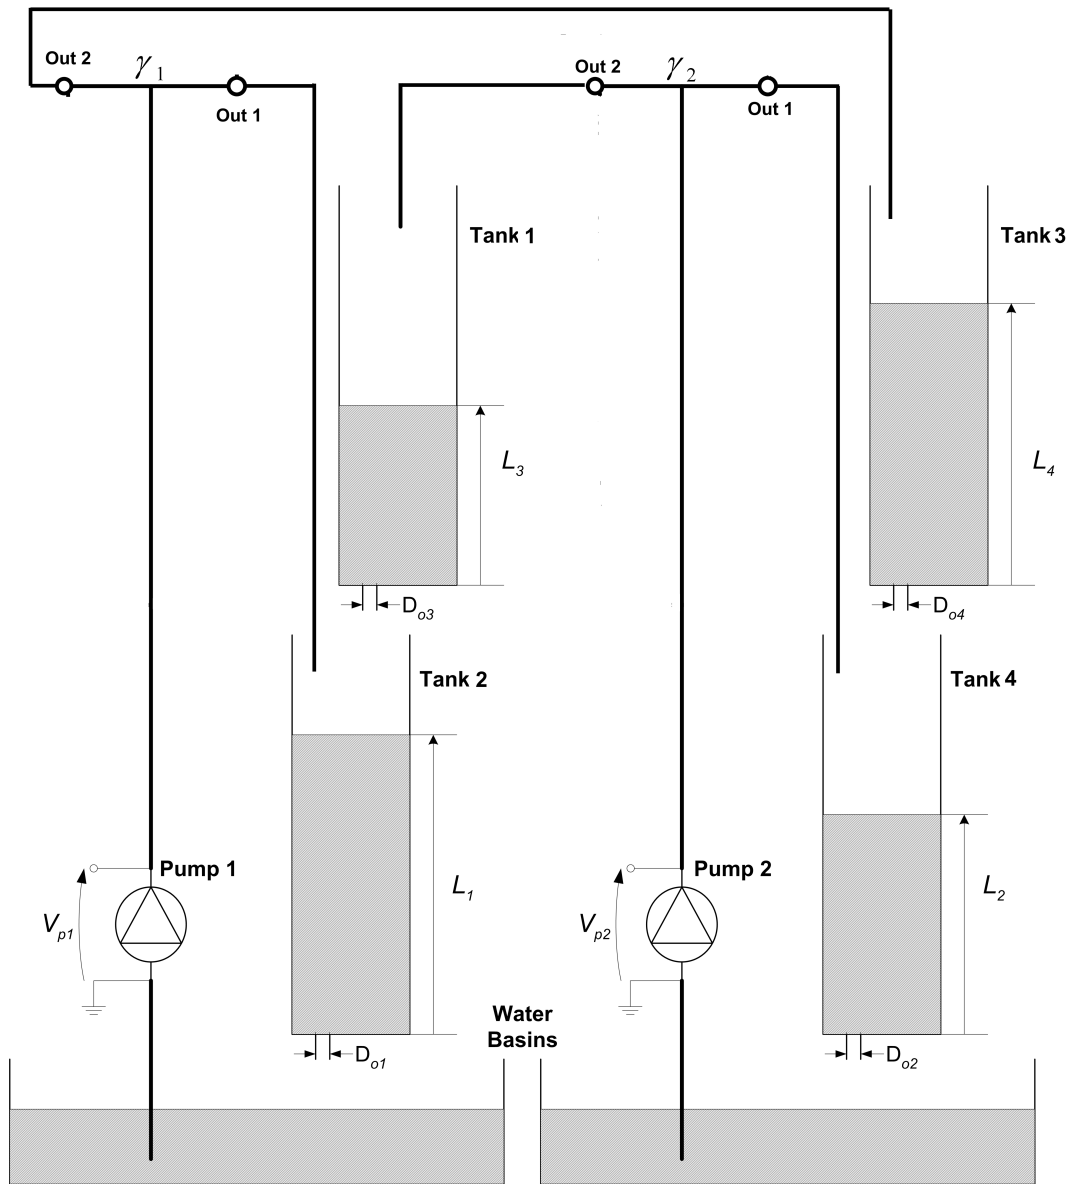 Out 2
γ1
Out 1
Out 2
γ2
Out 1
Tank 1
Tank 3
L3
L4
Do3
Do4
Tank 2
Tank 4
Pump 1
Pump 2
Vp1
L1
Vp2
L2
Water
Basins
Do1
Do2